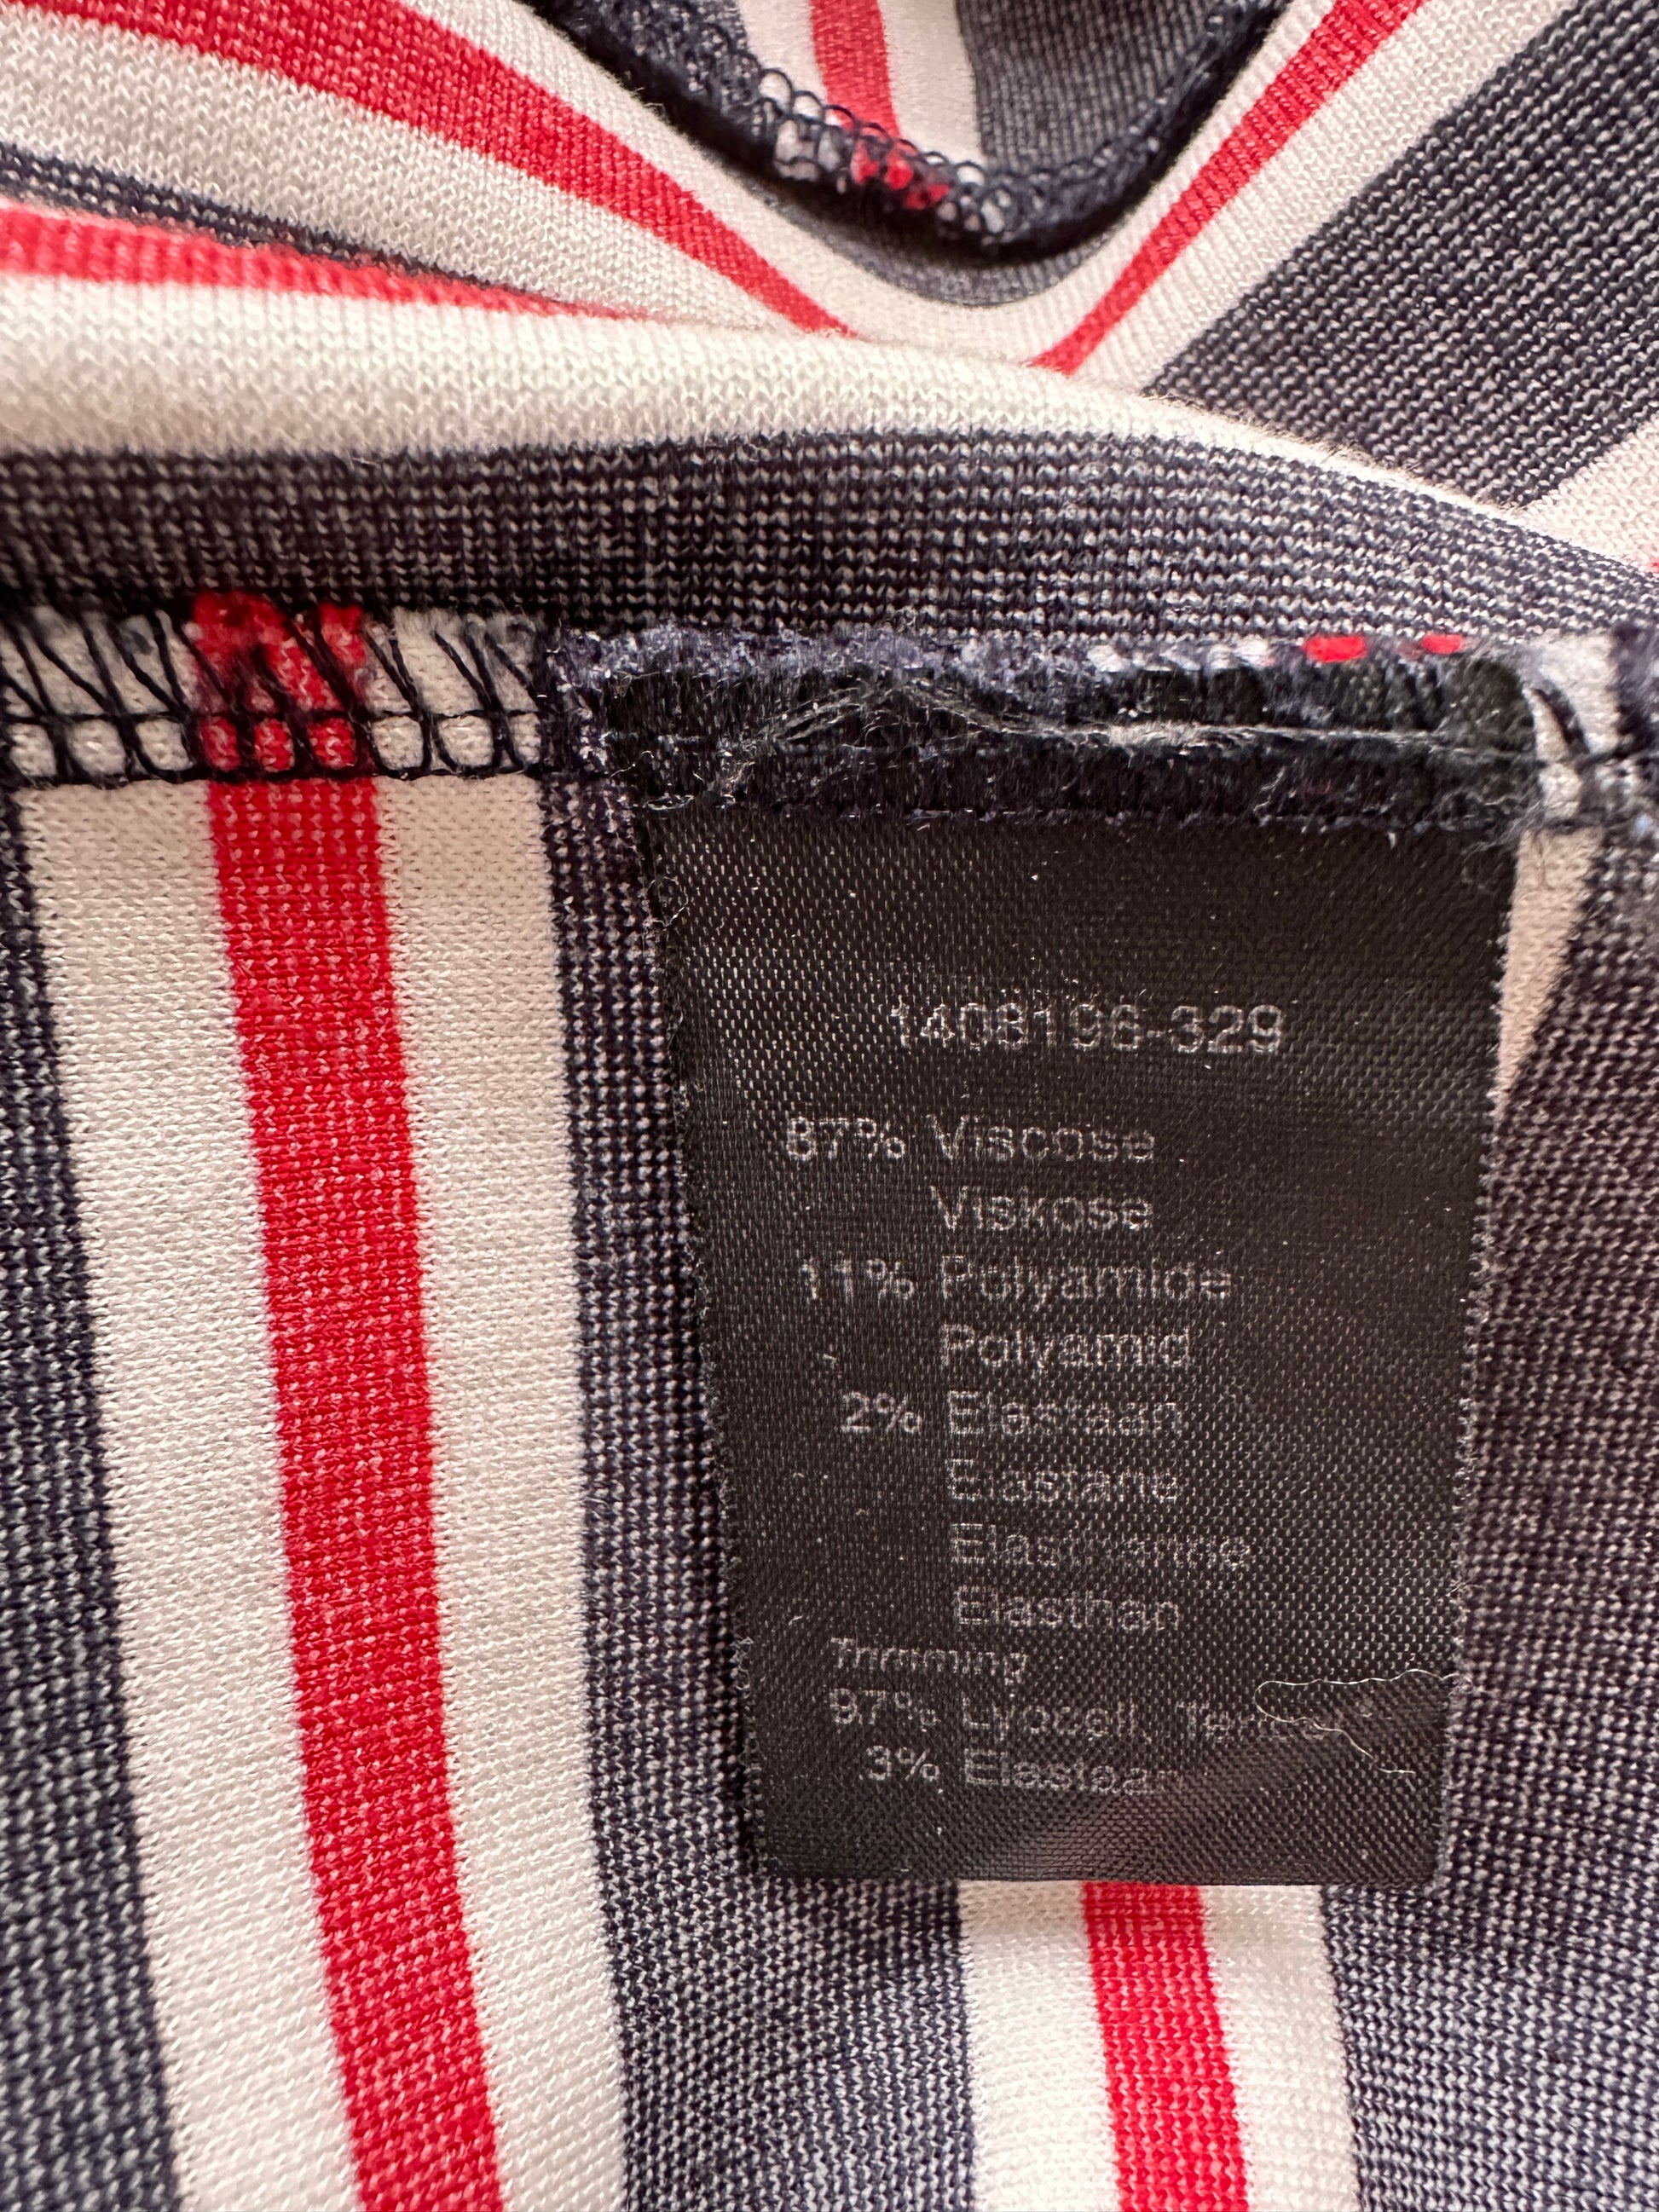 1408196-329
87% Viscose
Viskose
11% Polyamide
Polyamid
2% Elastaan
Elastane
Elasthanne
Elasthan
Trimming
97% Lyocell
3% Elastaan